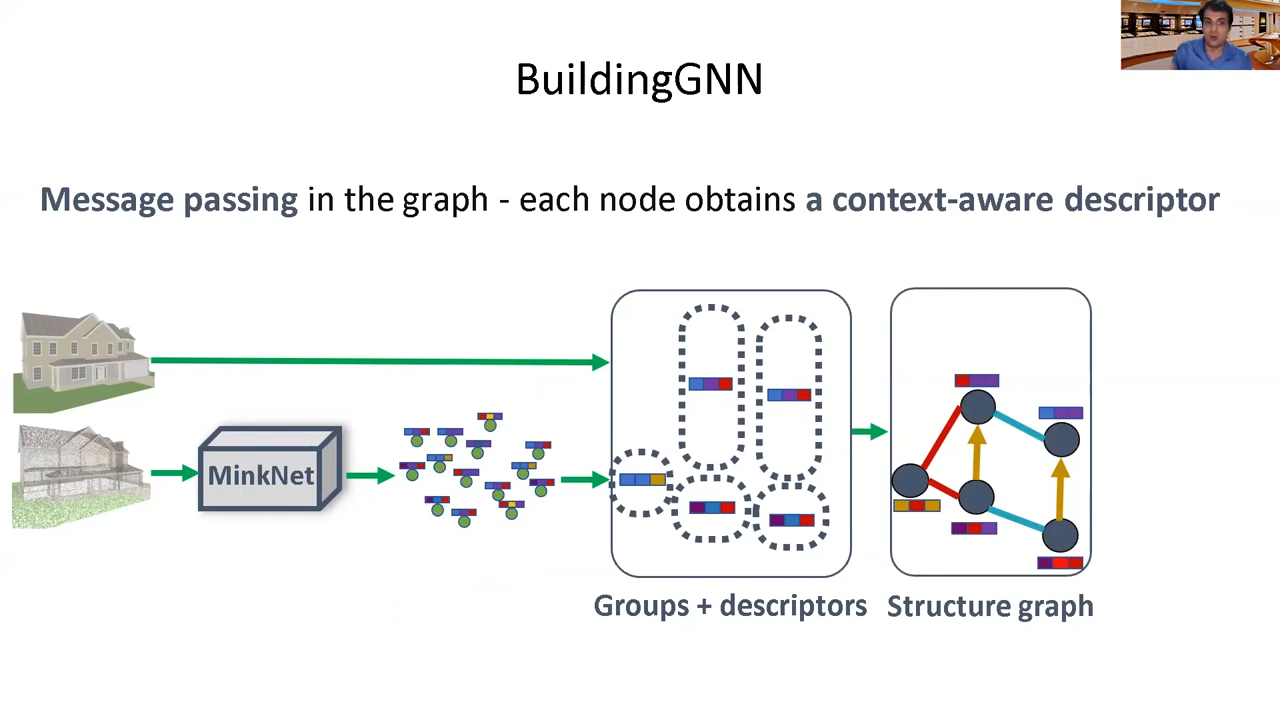 BuildingGNN
Message passing in the graph - each node obtains a context-aware descriptor
MinkNet
Groups + descriptors
Structure graph